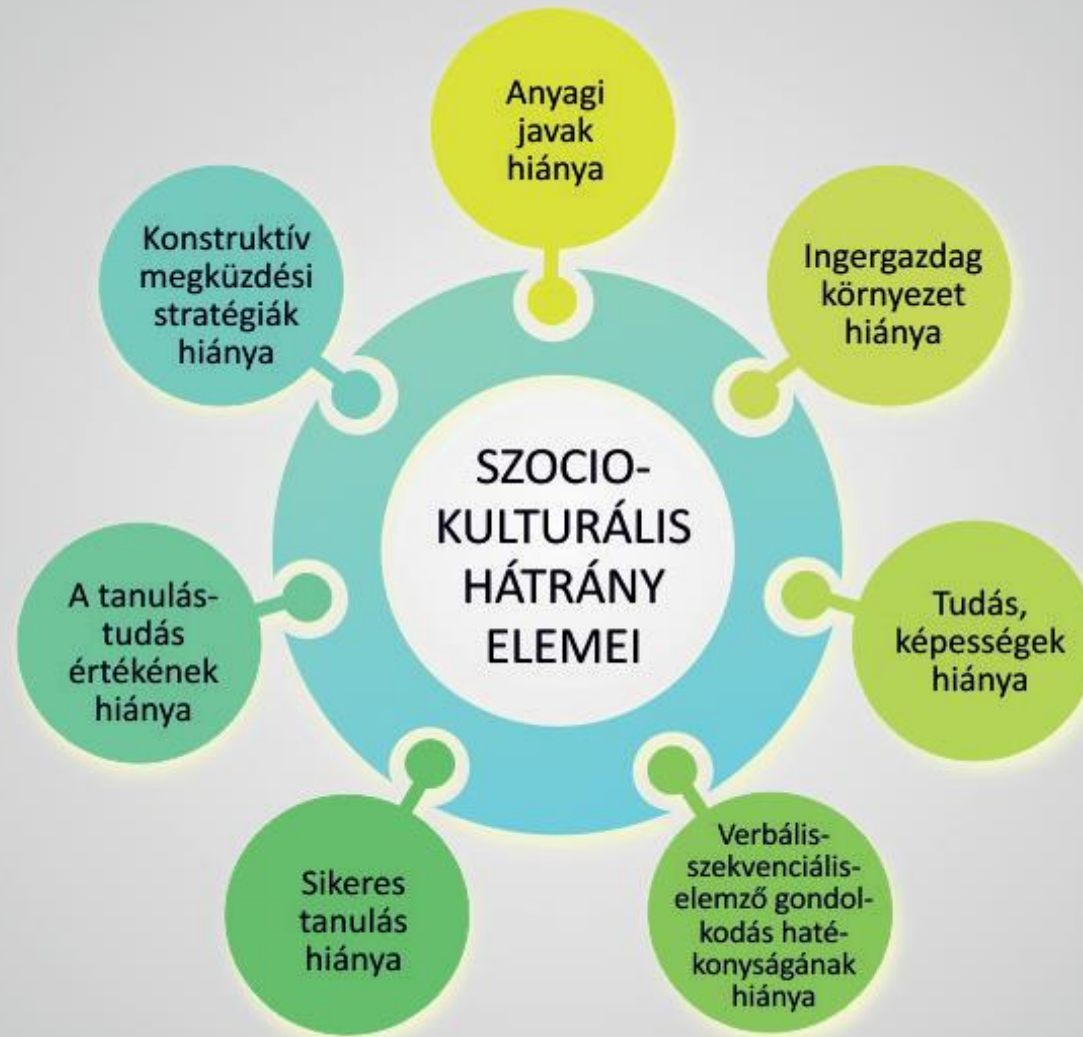 SZOCIO-
KULTURÁLIS
HÁTRÁNY
ELEMEI
Anyagi
javak
hiánya
Ingergazdag
környezet
hiánya
Tudás,
képességek
hiánya
Verbális-
szekvenciális-
elemző gondol-
kodás haté-
konyságának
hiánya
Sikeres
tanulás
hiánya
A tanulás-
tudás
értékének
hiánya
Konstruktív
megküzdési
stratégiák
hiánya